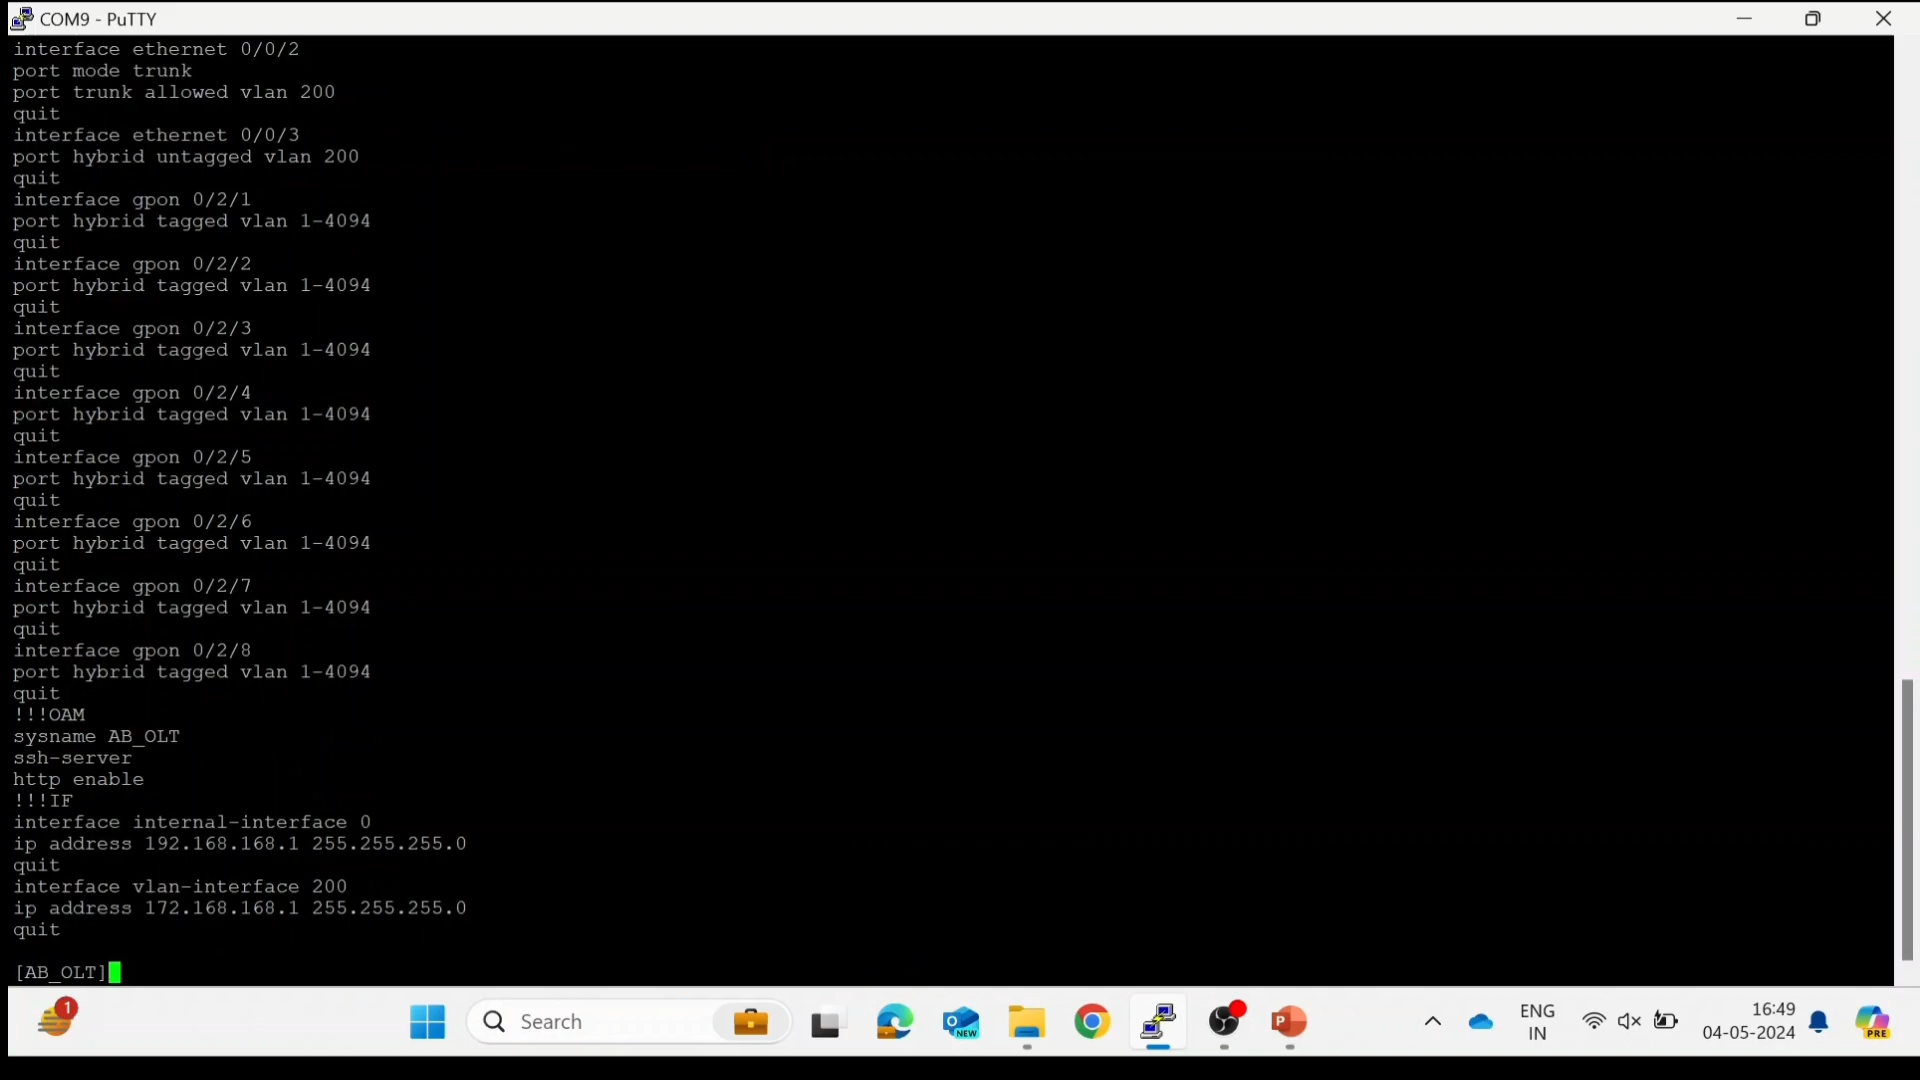 COM9 - PuTTY
interface ethernet 0/0/2
port mode trunk
port trunk allowed vlan 200
quit
interface ethernet 0/0/3
port hybrid untagged vlan 200
quit
interface gpon 0/2/1
port hybrid tagged vlan 1-4094
quit
interface gpon 0/2/2
port hybrid tagged vlan 1-4094
quit
interface gpon 0/2/3
port hybrid tagged vlan 1-4094
quit
interface gpon 0/2/4
port hybrid tagged vlan 1-4094
quit
interface gpon 0/2/5
port hybrid tagged vlan 1-4094
quit
interface gpon 0/2/6
port hybrid tagged vlan 1-4094
quit
interface gpon 0/2/7
port hybrid tagged vlan 1-4094
quit
interface gpon 0/2/8
port hybrid tagged vlan 1-4094
quit
!!!OAM
sysname AB_OLT
ssh-server
http enable
!!!IF
interface internal-interface 0
ip address 192.168.168.1 255.255.255.0
quit
interface vlan-interface 200
ip address 172.168.168.1 255.255.255.0
quit
[AB_OLT]
1
Search
NEW
ENG
IN
16:49
04-05-2024
PRE